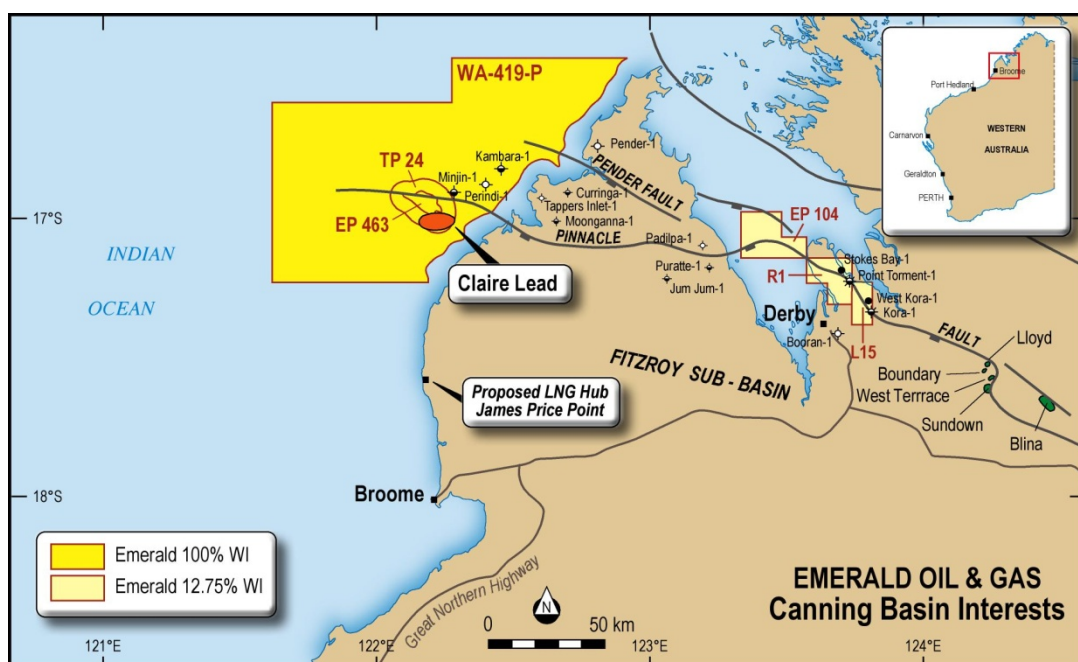 WA-419-P
TP 24
Kambara-1
Minjin-1
Perindi-1
EP 463
Pender-1
PENDER FAULT
Curringa-1
Tappers Inlet-1
Moonganna-1
PINNACLE
Padilpa-1
Puratte-1
Jum Jum-1
EP 104
Stokes Bay-1
R1
Point Torment-1
West Kora-1
Kora-1
Derby
Booran-1
L15
FAULT
Lloyd
Boundary
West Terrrace
Sundown
Blina
17°S
INDIAN
OCEAN
Claire Lead
FITZROY SUB - BASIN
Proposed LNG Hub
James Price Point
18°S
Broome
Great Northern Highway
Emerald 100% WI
Emerald 12.75% WI
N
0 50 km
EMERALD OIL & GAS
Canning Basin Interests
121°E 122°E 123°E 124°E
Broome
Port Hedland
Carnarvon
WESTERN
AUSTRALIA
Geraldton
PERTH